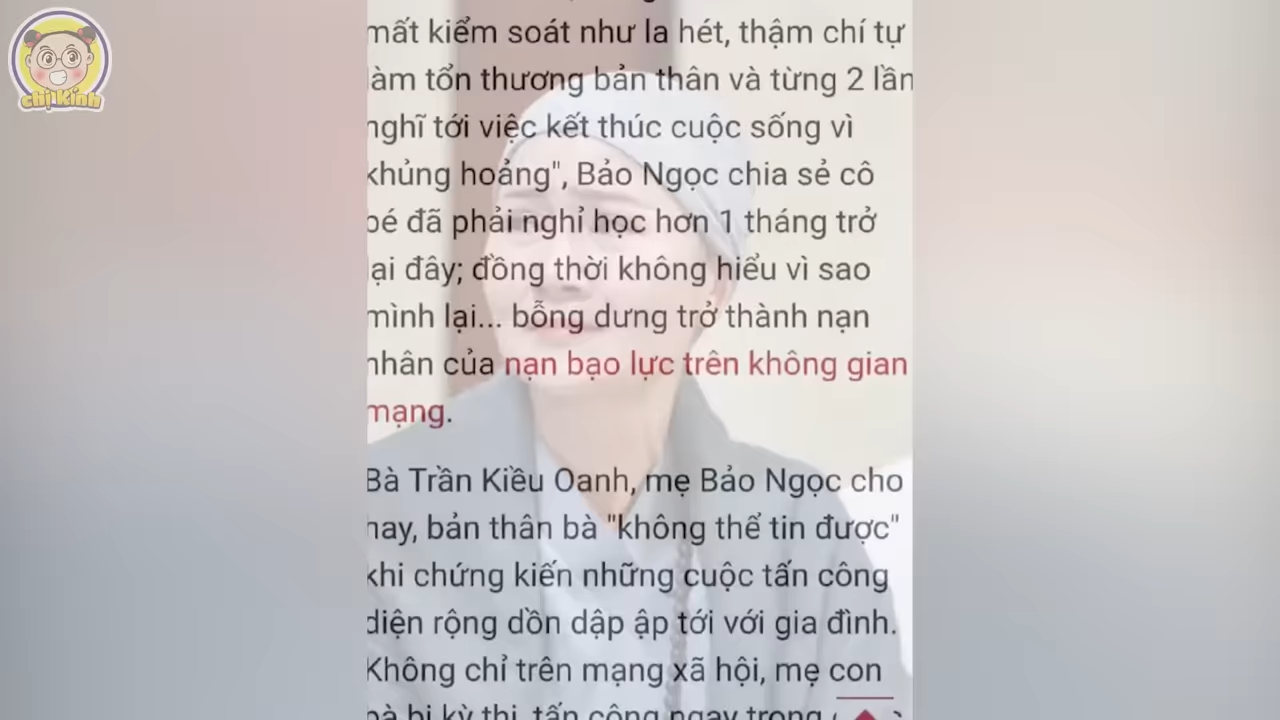 chị Kính
mất kiểm soát như la hét, thậm chí tự
làm tổn thương bản thân và từng 2 lần
nghĩ tới việc kết thúc cuộc sống vì
khủng hoảng", Bảo Ngọc chia sẻ cô
bé đã phải nghỉ học hơn 1 tháng trở
lại đây; đồng thời không hiểu vì sao
mình lại... bỗng dưng trở thành nạn
nhân của nạn bạo lực trên không gian
mạng.
Bà Trần Kiều Oanh, mẹ Bảo Ngọc cho
hay, bản thân bà "không thể tin được"
khi chứng kiến những cuộc tấn công
diện rộng dồn dập ập tới với gia đình.
Không chỉ trên mạng xã hội, mẹ con
bà bị kỳ thị, tấn công ngay trong